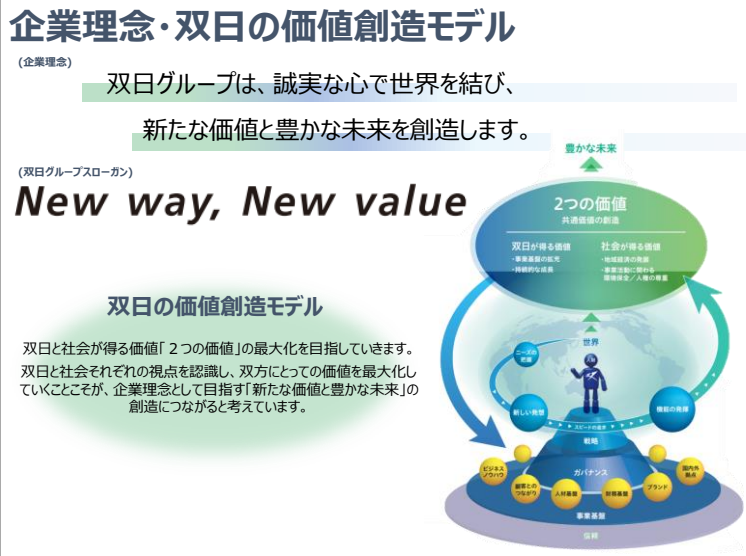 企業理念・双日の価値創造モデル
(企業理念)
双日グループは、誠実な心で世界を結び、
新たな価値と豊かな未来を創造します。
(双日グループスローガン)
New way, New value
双日の価値創造モデル
双日と社会が得る価値「２つの価値」の最大化を目指していきます。
双日と社会それぞれの視点を認識し、双方にとっての価値を最大化し
ていくことこそが、企業理念として目指す「新たな価値と豊かな未来」の
創造につながると考えています。
豊かな未来
2つの価値
共通価値の創造
双日が得る価値
・事業基盤の拡充
・持続的な成長
社会が得る価値
・地域経済の発展
・事業活動に関わる
環境保全／人権の尊重
世界
ニーズの
把握
人材
新しい発想
機能の発揮
スピードの追求
戦略
ガバナンス
ビジネス
ノウハウ
顧客との
つながり
人材基盤
財務基盤
ブランド
国内外
拠点
事業基盤
信頼